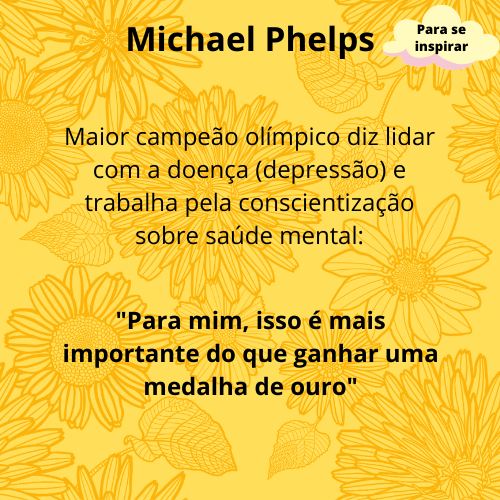 Michael Phelps
Para se
inspirar
Maior campeão olímpico diz lidar
com a doença (depressão) e
trabalha pela conscientização
sobre saúde mental:
"Para mim, isso é mais
importante do que ganhar uma
medalha de ouro"